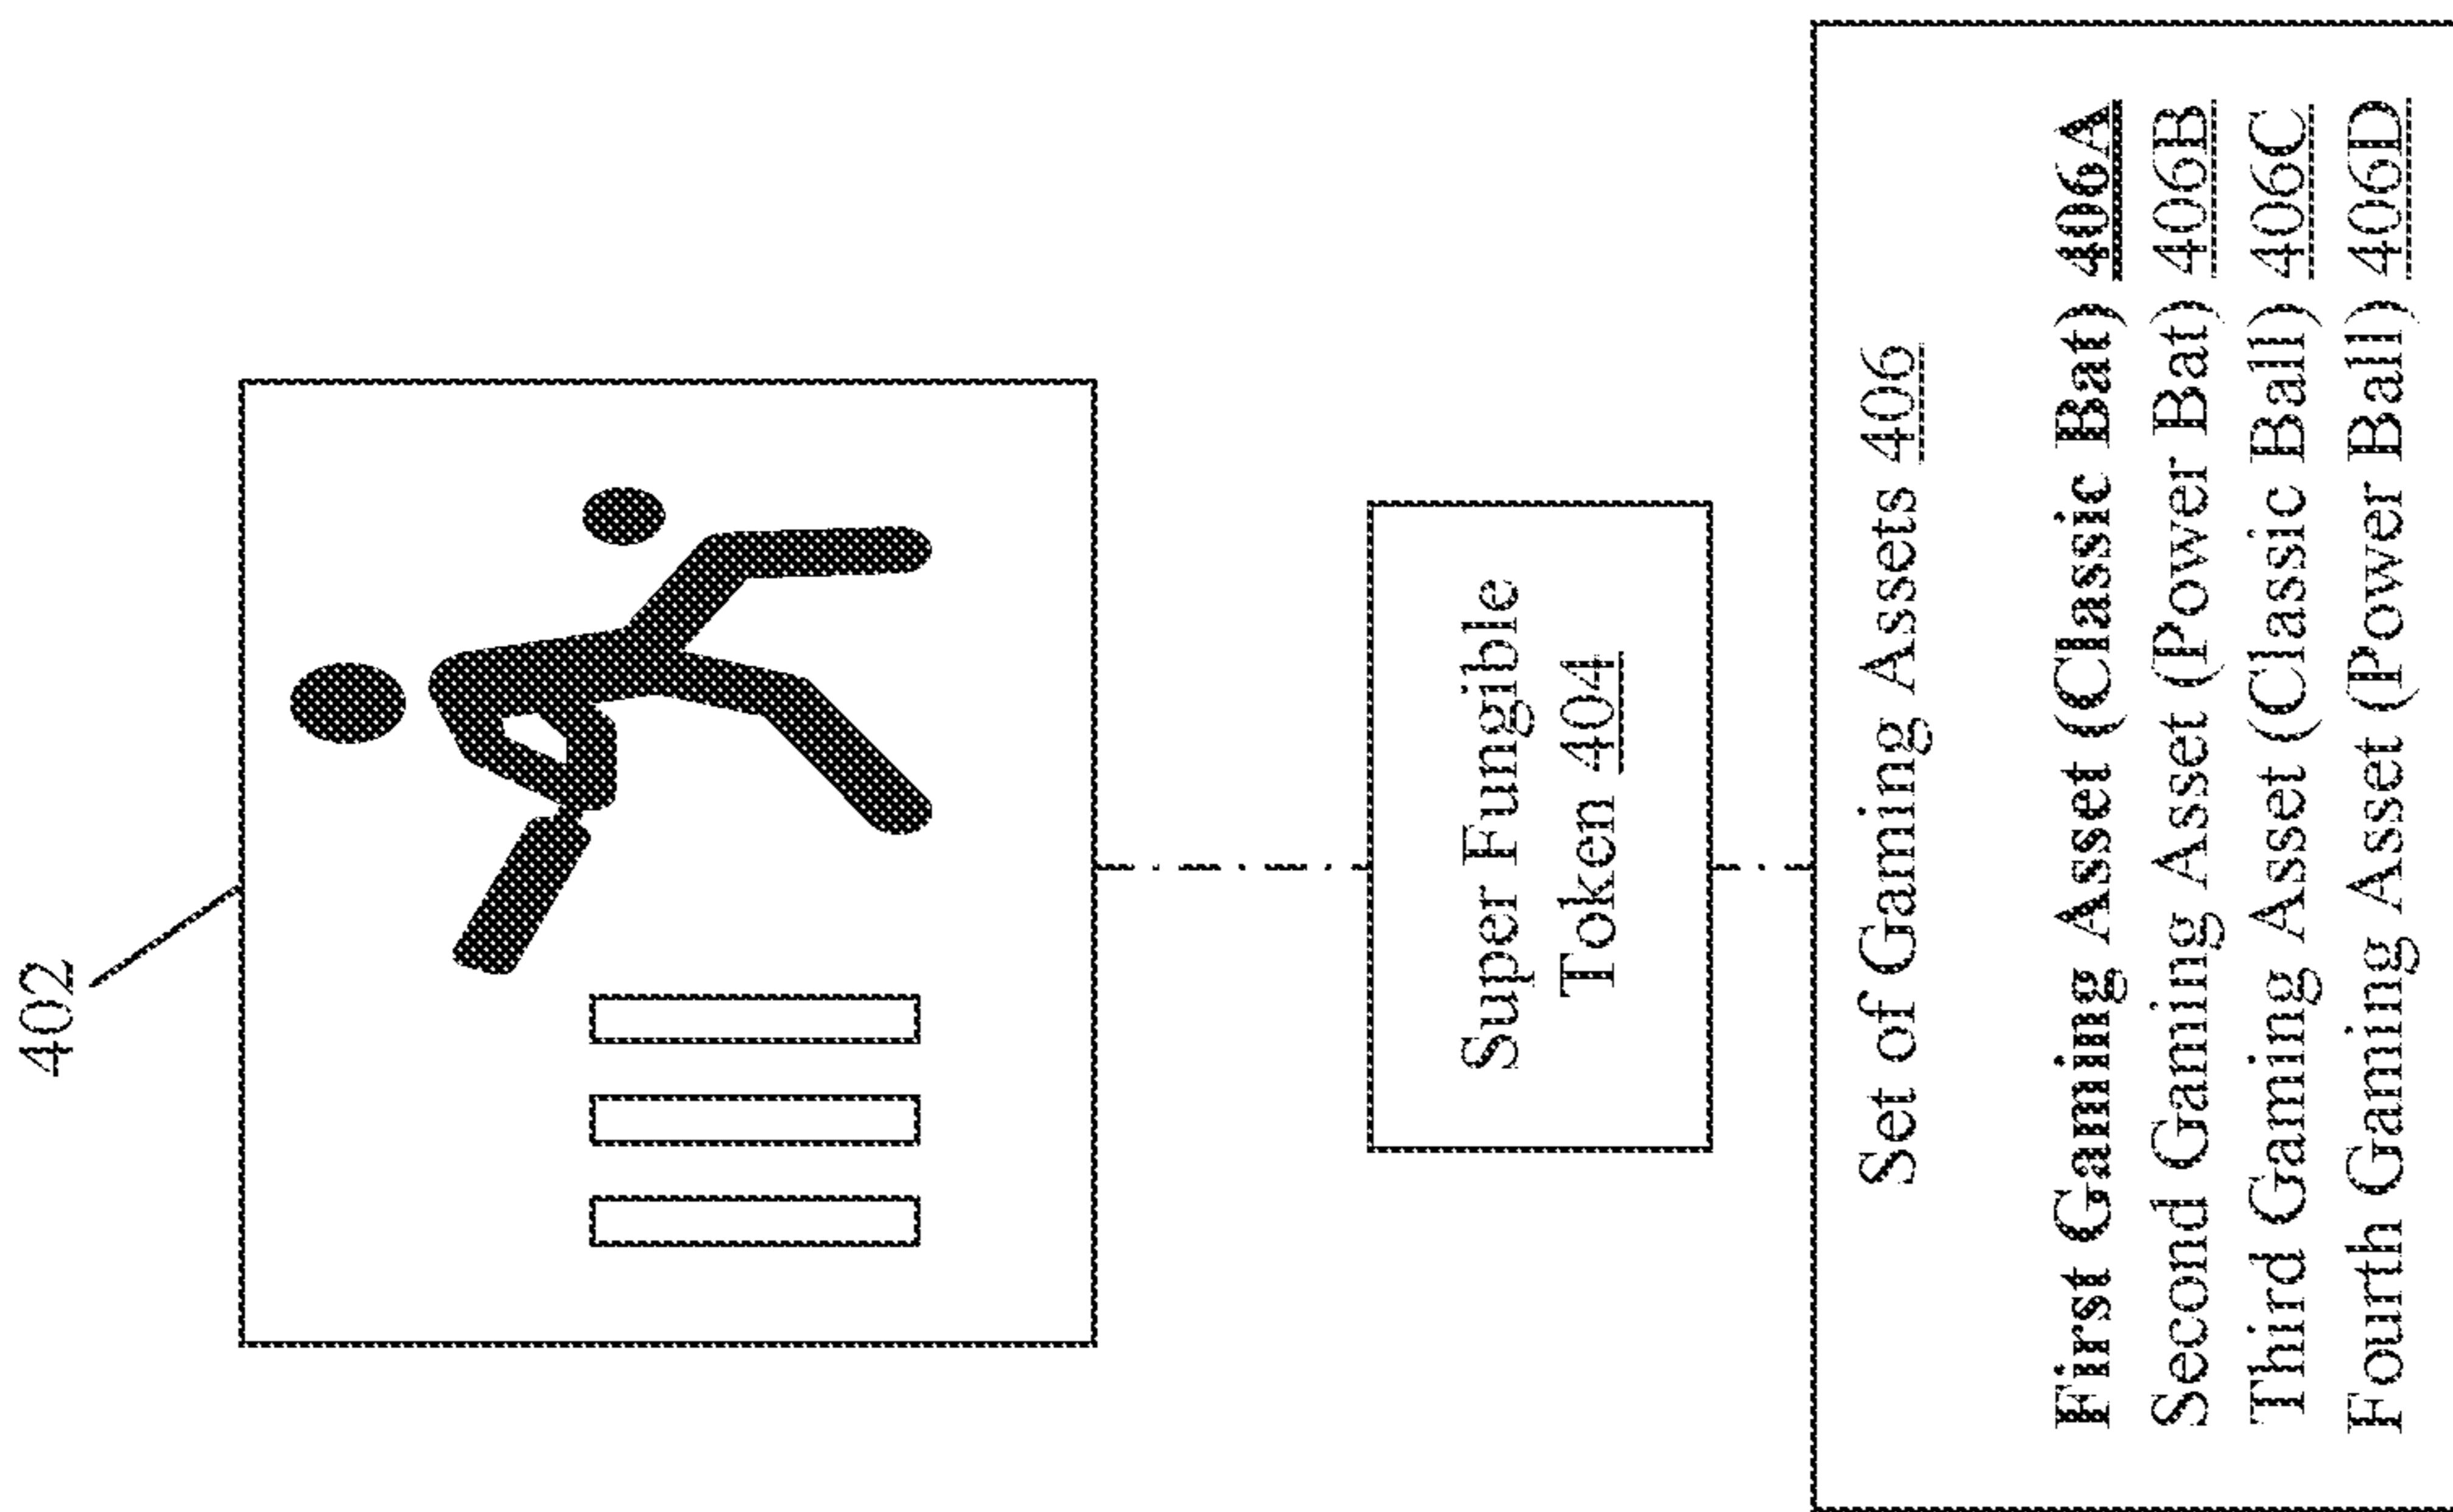 402
Super Fungible
Token 404
Set of Gaming Assets 406
First Gaming Asset (Classic Bat) 406A
Second Gaming Asset (Power Bat) 406B
Third Gaming Asset (Classic Ball) 406C
Fourth Gaming Asset (Power Ball) 406D